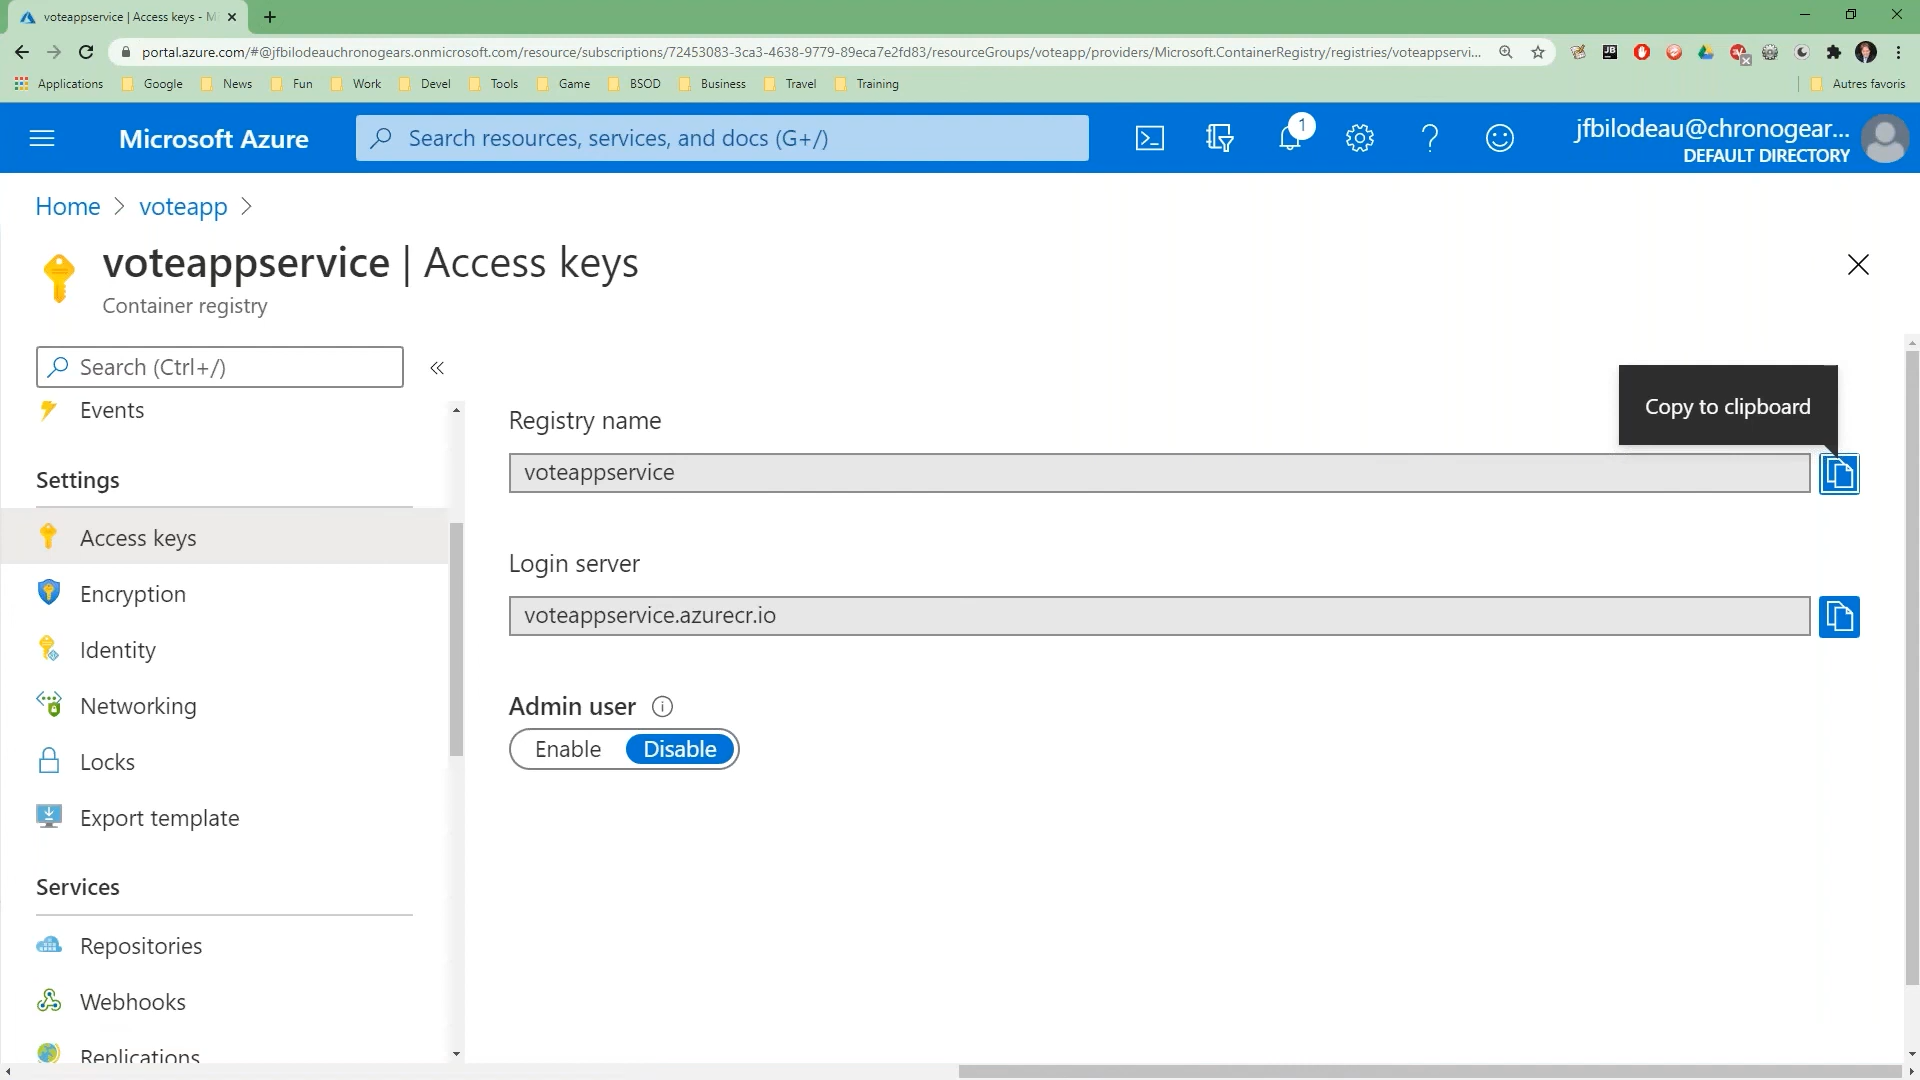 voteappservice | Access keys - Mi
portal.azure.com/#@jfbilodeauchronogears.onmicrosoft.com/resource/subscriptions/72453083-3ca3-4638-9779-89eca7e2fd83/resourceGroups/voteapp/providers/Microsoft.ContainerRegistry/registries/voteappservi...
Applications Google News Fun Work Devel Tools Game BSOD Business Travel Training Autres favoris
Microsoft Azure
Search resources, services, and docs (G+/)
1
jfbilodeau@chronogear...
DEFAULT DIRECTORY
Home > voteapp >
voteappservice | Access keys
Container registry
Search (Ctrl+/)
Events
Settings
Access keys
Encryption
Identity
Networking
Locks
Export template
Services
Repositories
Webhooks
Replications
Copy to clipboard
Registry name
voteappservice
Login server
voteappservice.azurecr.io
Admin user
Enable Disable